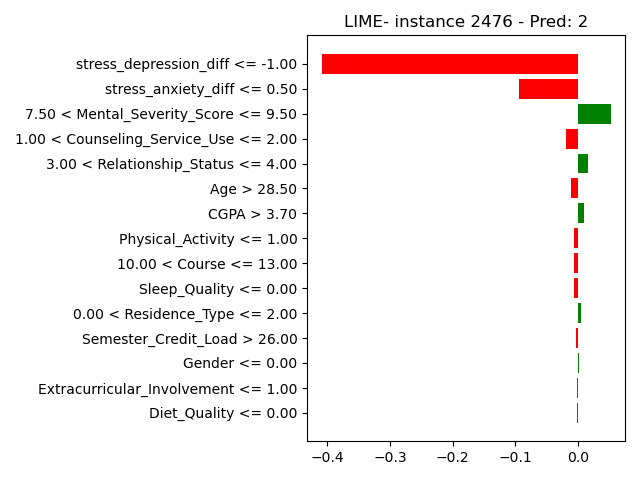 LIME- instance 2476 - Pred: 2
stress_depression_diff <= -1.00
stress_anxiety_diff <= 0.50
7.50 < Mental_Severity_Score <= 9.50
1.00 < Counseling_Service_Use <= 2.00
3.00 < Relationship_Status <= 4.00
Age > 28.50
CGPA > 3.70
Physical_Activity <= 1.00
10.00 < Course <= 13.00
Sleep_Quality <= 0.00
0.00 < Residence_Type <= 2.00
Semester_Credit_Load > 26.00
Gender <= 0.00
Extracurricular_Involvement <= 1.00
Diet_Quality <= 0.00
−0.4 −0.3 −0.2 −0.1 0.0